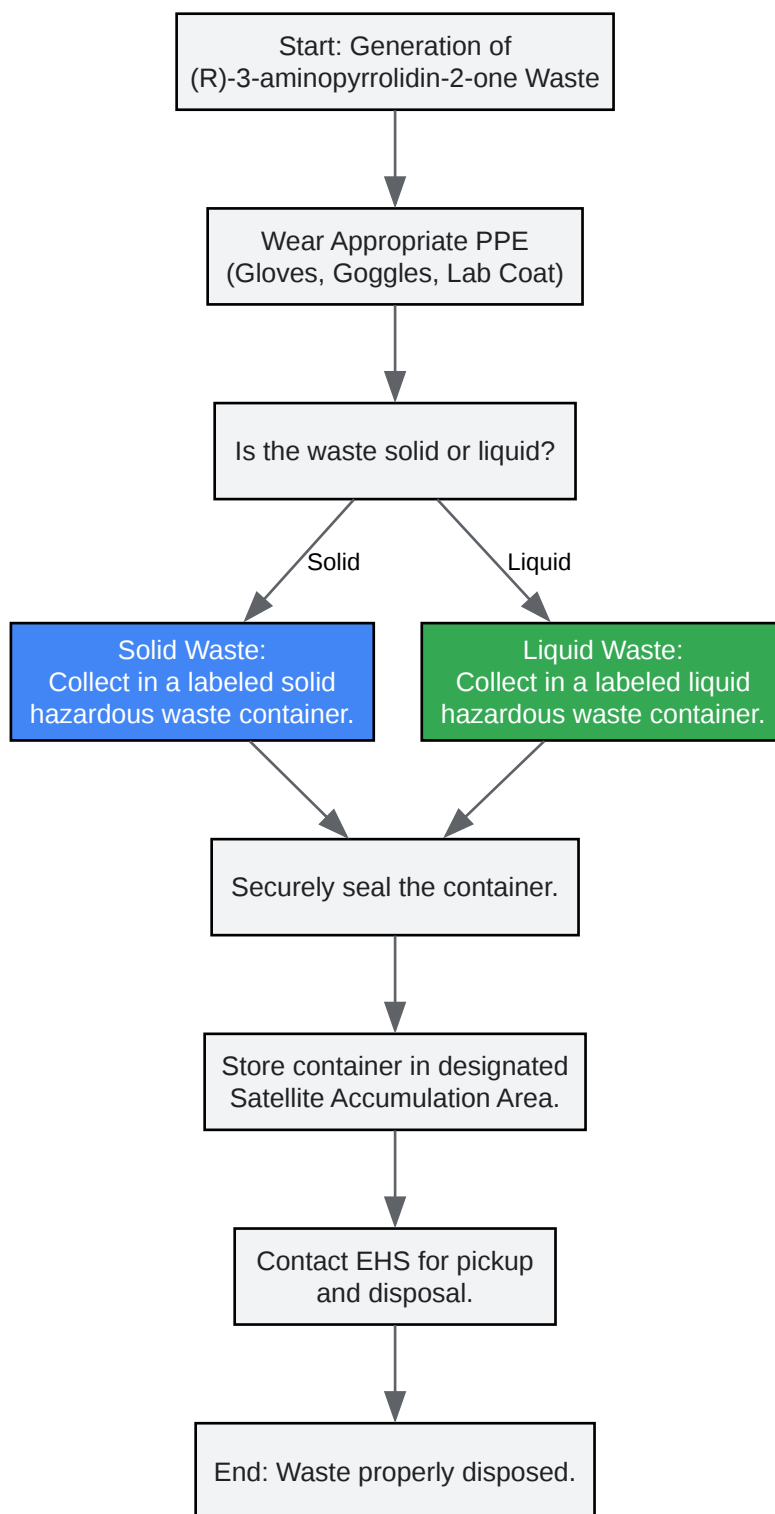 Start: Generation of
(R)-3-aminopyrrolidin-2-one Waste
Wear Appropriate PPE
(Gloves, Goggles, Lab Coat)
Is the waste solid or liquid?
Solid
Liquid
Solid Waste:
Collect in a labeled solid
hazardous waste container.
Liquid Waste:
Collect in a labeled liquid
hazardous waste container.
Securely seal the container.
Store container in designated
Satellite Accumulation Area.
Contact EHS for pickup
and disposal.
End: Waste properly disposed.